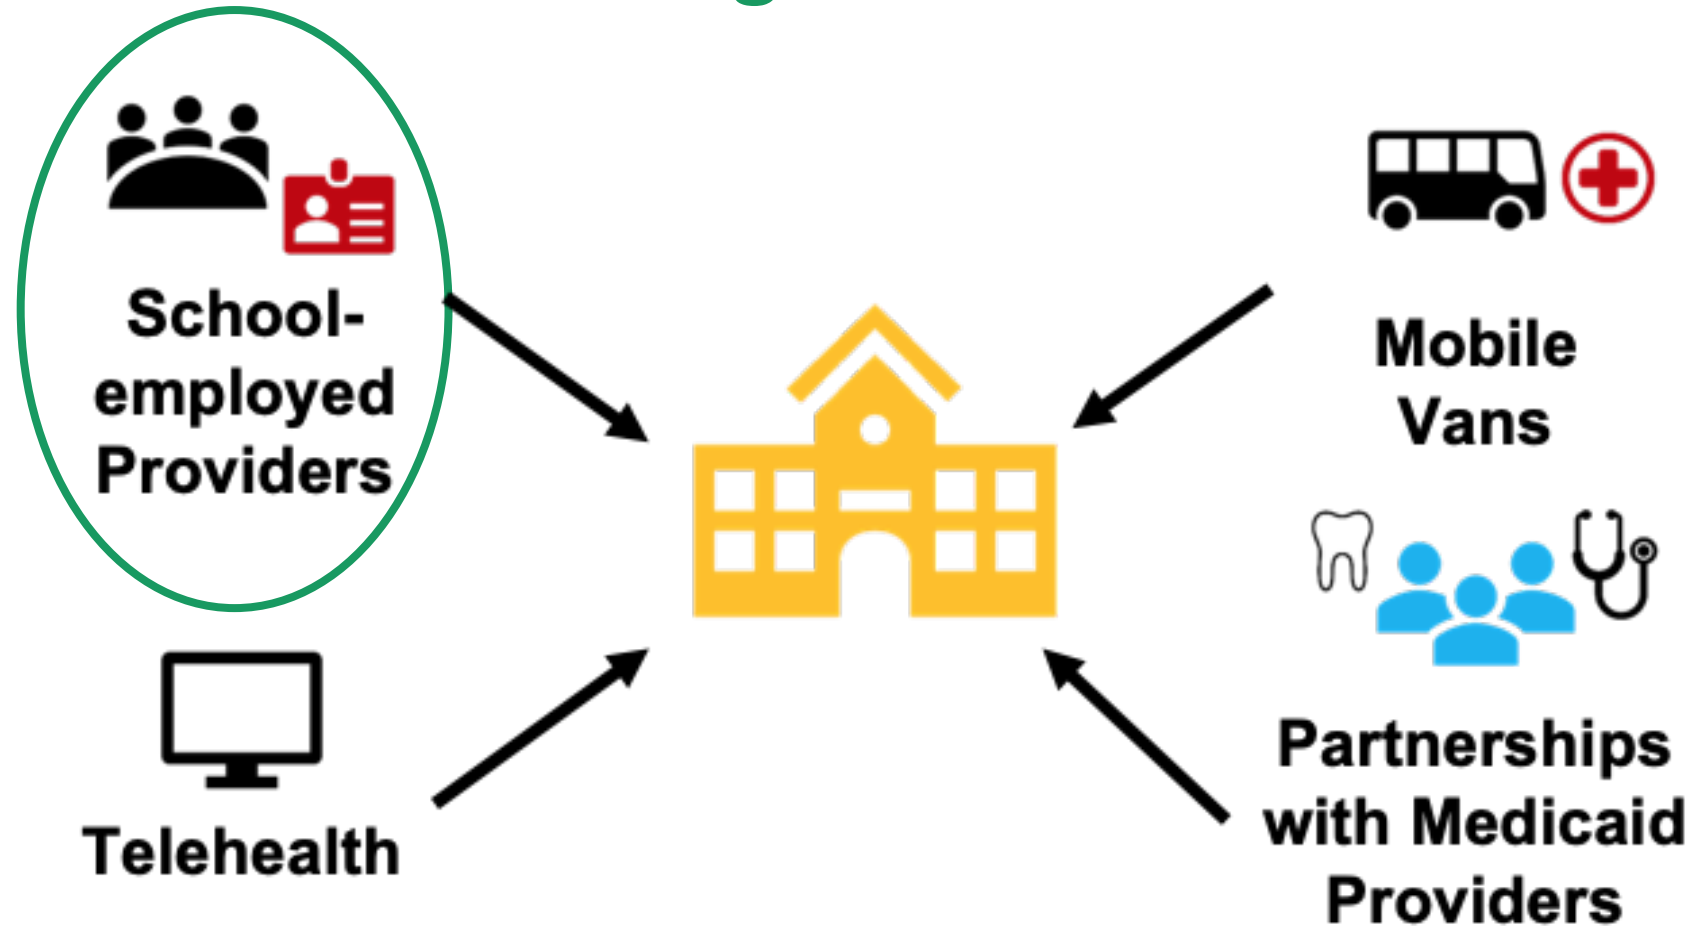 School-
employed
Providers
Mobile
Vans
Telehealth
Partnerships
with Medicaid
Providers